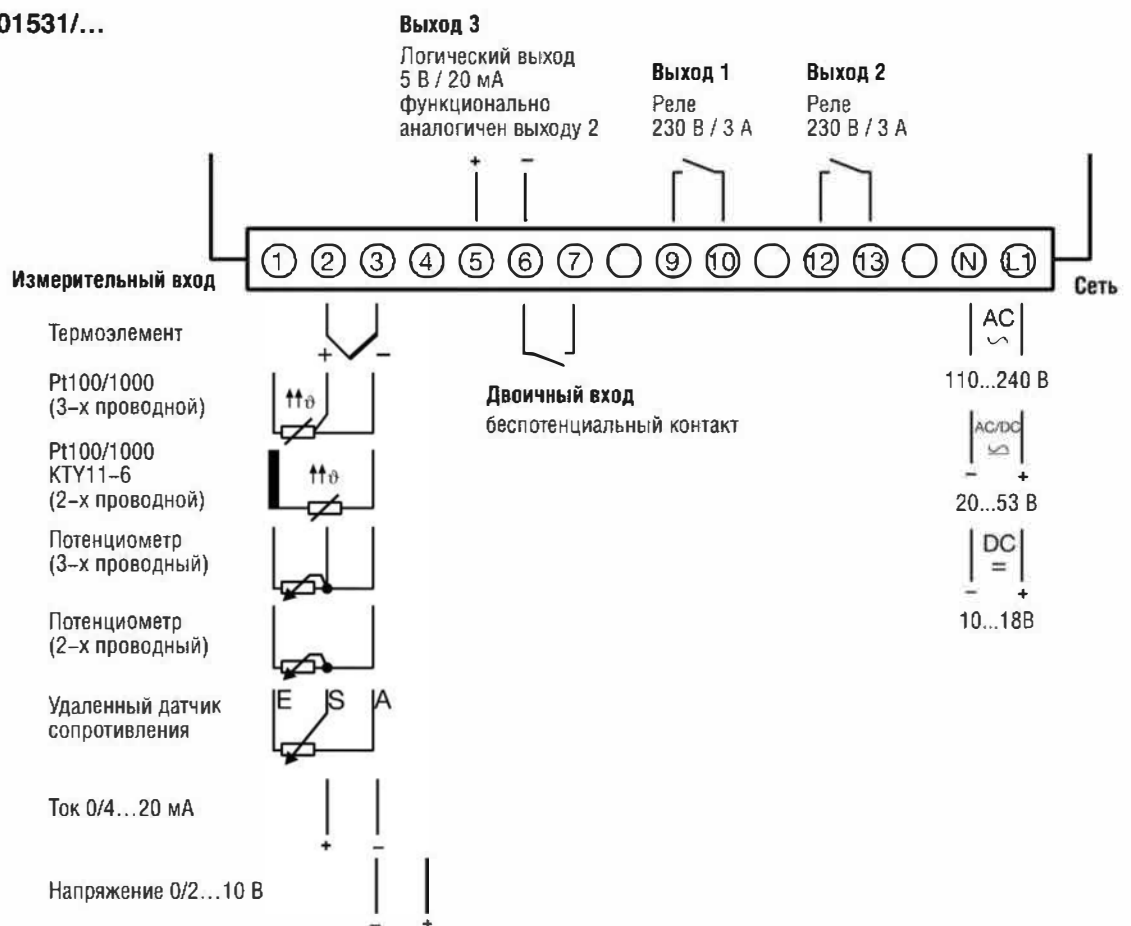 01531/...
Выход 3
Логический выход
5 В / 20 мА
функционально
аналогичен выходу 2
Выход 1
Реле
230 В / 3 А
Выход 2
Реле
230 В / 3 А
+ −
1 2 3 4 5 6 7 9 10 12 13 N L1
Измерительный вход
Сеть
Термоэлемент
+ −
Pt100/1000
(3-х проводной)
ϑ
Pt100/1000
KTY11-6
(2-х проводной)
ϑ
Потенциометр
(3-х проводный)
Потенциометр
(2-х проводный)
Удаленный датчик
сопротивления
E S A
Ток 0/4...20 мА
+ −
Напряжение 0/2...10 В
− +
Двоичный вход
беспотенциальный контакт
AC
110...240 В
AC/DC
− +
20...53 В
DC
=
− +
10...18В